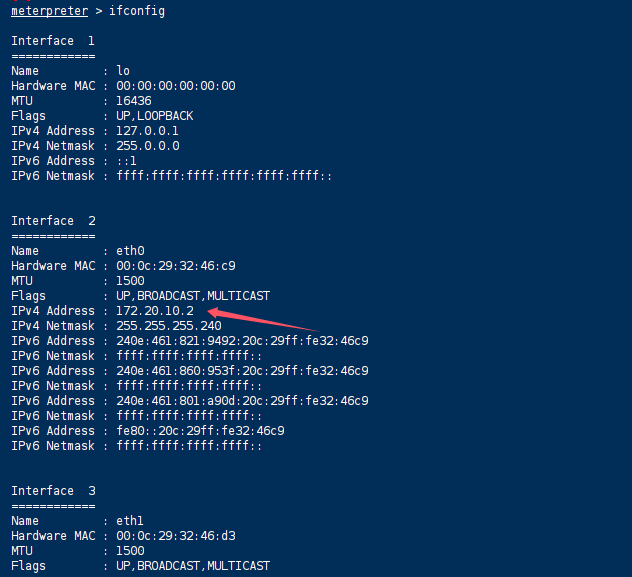 meterpreter > ifconfig
Interface  1
============
Name         : lo
Hardware MAC : 00:00:00:00:00:00
MTU          : 16436
Flags        : UP,LOOPBACK
IPv4 Address : 127.0.0.1
IPv4 Netmask : 255.0.0.0
IPv6 Address : ::1
IPv6 Netmask : ffff:ffff:ffff:ffff:ffff:ffff::
Interface  2
============
Name         : eth0
Hardware MAC : 00:0c:29:32:46:c9
MTU          : 1500
Flags        : UP,BROADCAST,MULTICAST
IPv4 Address : 172.20.10.2
IPv4 Netmask : 255.255.255.240
IPv6 Address : 240e:461:821:9492:20c:29ff:fe32:46c9
IPv6 Netmask : ffff:ffff:ffff:ffff::
IPv6 Address : 240e:461:860:953f:20c:29ff:fe32:46c9
IPv6 Netmask : ffff:ffff:ffff:ffff::
IPv6 Address : 240e:461:801:a90d:20c:29ff:fe32:46c9
IPv6 Netmask : ffff:ffff:ffff:ffff::
IPv6 Address : fe80::20c:29ff:fe32:46c9
IPv6 Netmask : ffff:ffff:ffff:ffff::
Interface  3
============
Name         : eth1
Hardware MAC : 00:0c:29:32:46:d3
MTU          : 1500
Flags        : UP,BROADCAST,MULTICAST